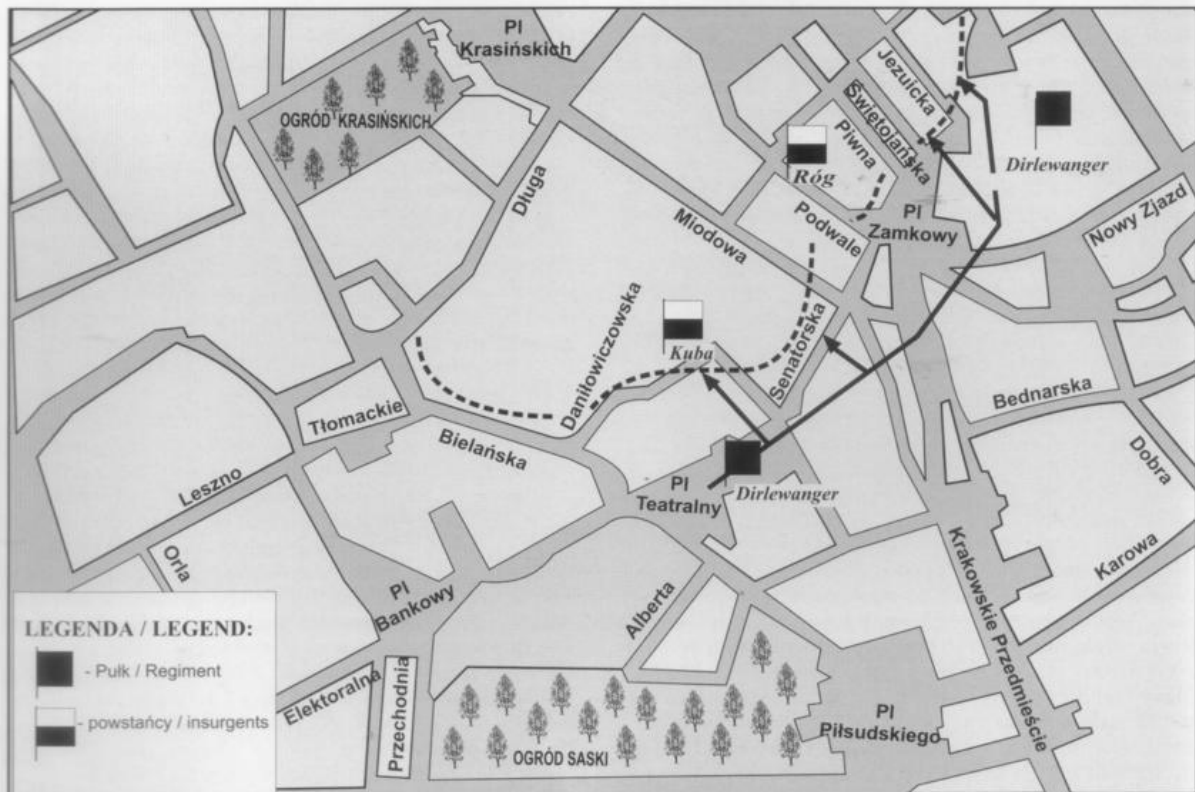 Pl
Krasińskich
OGRÓD KRASIŃSKICH
Jezuicka
Świętojańska
Piwna
Róg
Dirlewanger
Długa
Miodowa
Podwale
Pl
Zamkowy
Nowy Zjazd
Kuba
Daniłowiczowska
Senatorska
Bednarska
Tłomackie
Bielańska
Dobra
Leszno
Pl
Teatralny
Dirlewanger
Orla
Pl
Bankowy
Alberta
Krakowskie Przedmieście
Karowa
LEGENDA / LEGEND:
- Pułk / Regiment
- powstańcy / insurgents
Elektoralna
Przechodnia
OGRÓD SASKI
Pl
Piłsudskiego